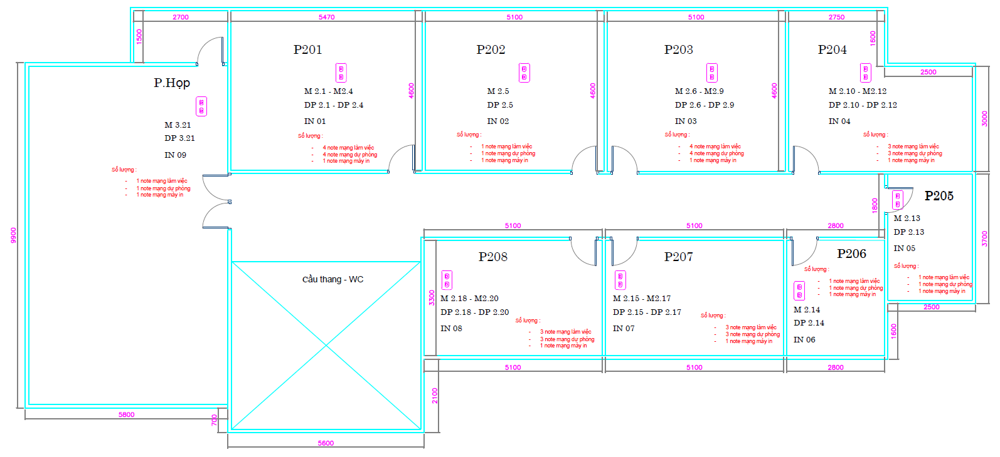 2700
5470
5100
5100
2750
1500
1600
2500
4600
4600
4600
3000
P.Họp
M 3.21
DP 3.21
IN 09
Số lượng :
- 1 note mạng làm việc
- 1 note mạng dự phòng
- 1 note mạng máy in
P201
M 2.1 - M2.4
DP 2.1 - DP 2.4
IN 01
Số lượng :
- 4 note mạng làm việc
- 4 note mạng dự phòng
- 1 note mạng máy in
P202
M 2.5
DP 2.5
IN 02
Số lượng :
- 1 note mạng làm việc
- 1 note mạng dự phòng
- 1 note mạng máy in
P203
M 2.6 - M2.9
DP 2.6 - DP 2.9
IN 03
Số lượng :
- 4 note mạng làm việc
- 4 note mạng dự phòng
- 1 note mạng máy in
P204
M 2.10 - M2.12
DP 2.10 - DP 2.12
IN 04
Số lượng :
- 3 note mạng làm việc
- 3 note mạng dự phòng
- 1 note mạng máy in
P205
M 2.13
DP 2.13
IN 05
Số lượng :
- 1 note mạng làm việc
- 1 note mạng dự phòng
- 1 note mạng máy in
1800
3700
9900
5100
5100
2800
Cầu thang - WC
P208
M 2.18 - M2.20
DP 2.18 - DP 2.20
IN 08
Số lượng :
- 3 note mạng làm việc
- 3 note mạng dự phòng
- 1 note mạng máy in
P207
M 2.15 - M2.17
DP 2.15 - DP 2.17
IN 07
Số lượng :
- 3 note mạng làm việc
- 3 note mạng dự phòng
- 1 note mạng máy in
P206
Số lượng :
- 1 note mạng làm việc
- 1 note mạng dự phòng
- 1 note mạng máy in
M 2.14
DP 2.14
IN 06
3300
2500
1600
5100
5100
2800
2100
5800
700
5600